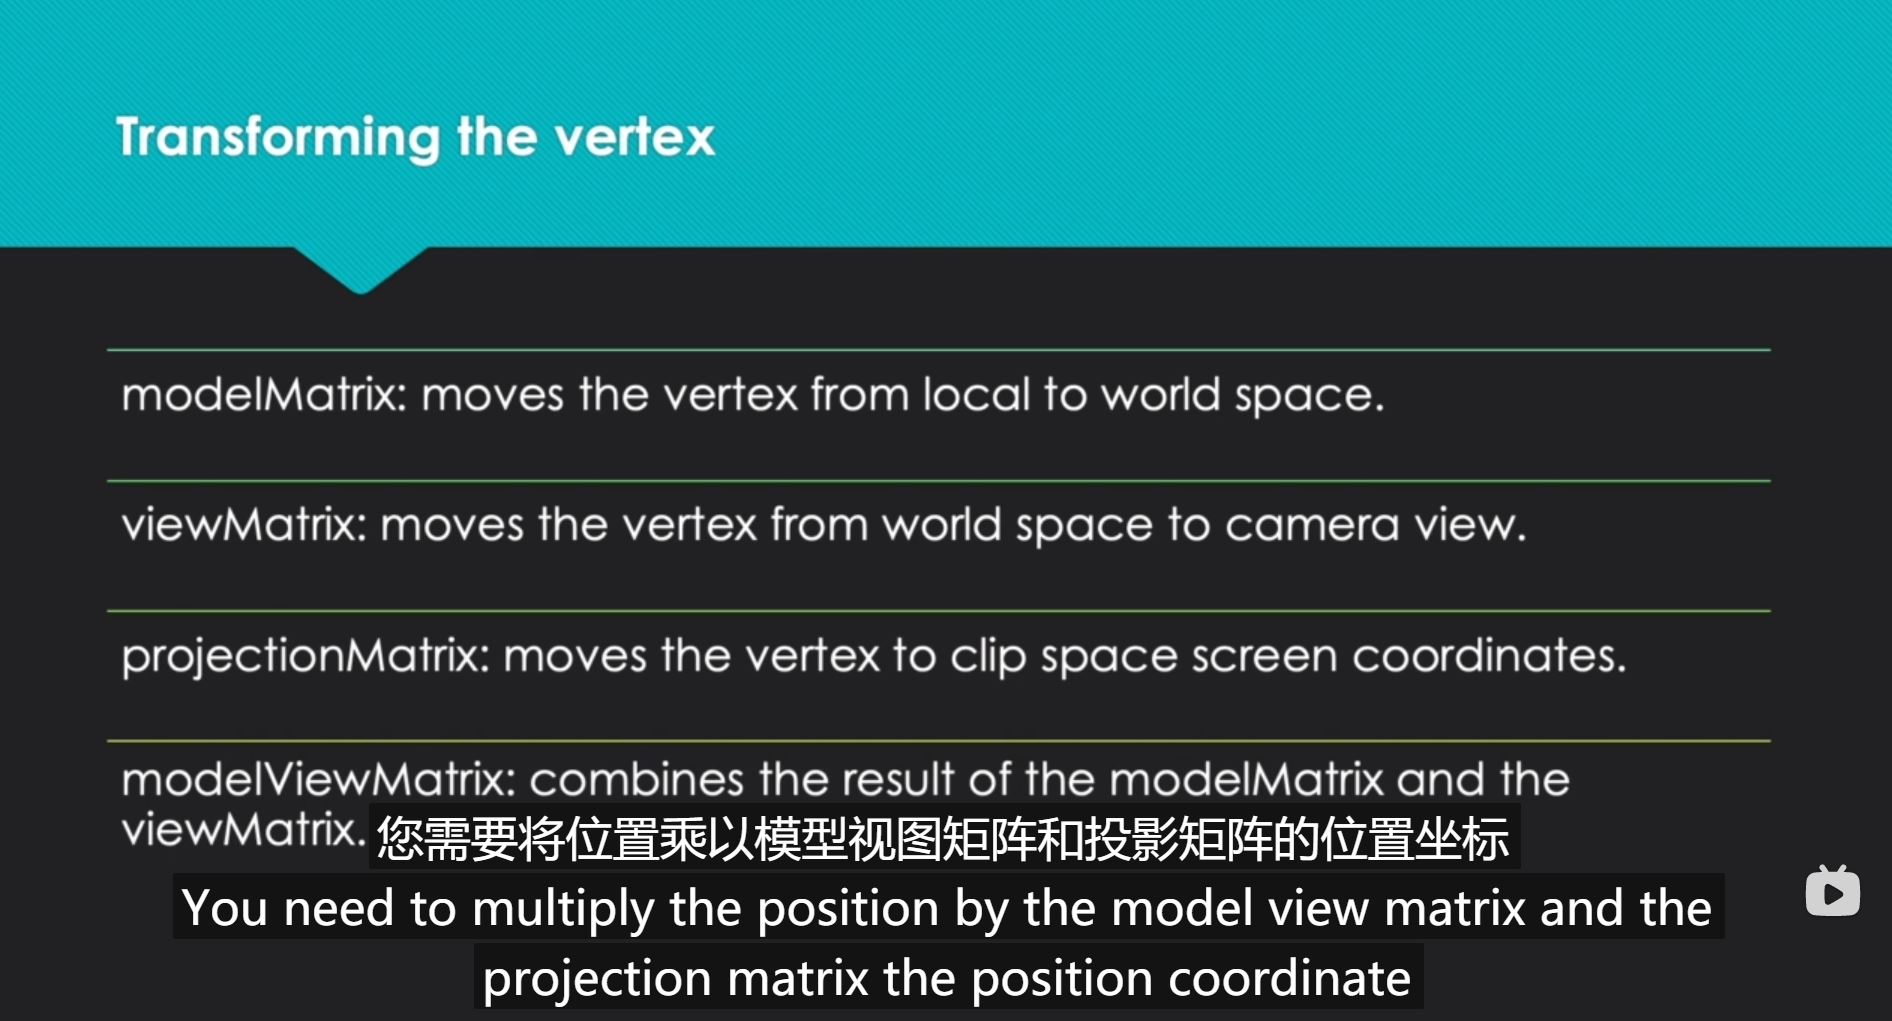 Transforming the vertex
modelMatrix: moves the vertex from local to world space.
viewMatrix: moves the vertex from world space to camera view.
projectionMatrix: moves the vertex to clip space screen coordinates.
modelViewMatrix: combines the result of the modelMatrix and the
viewMatrix.
您需要将位置乘以模型视图矩阵和投影矩阵的位置坐标
You need to multiply the position by the model view matrix and the
projection matrix the position coordinate